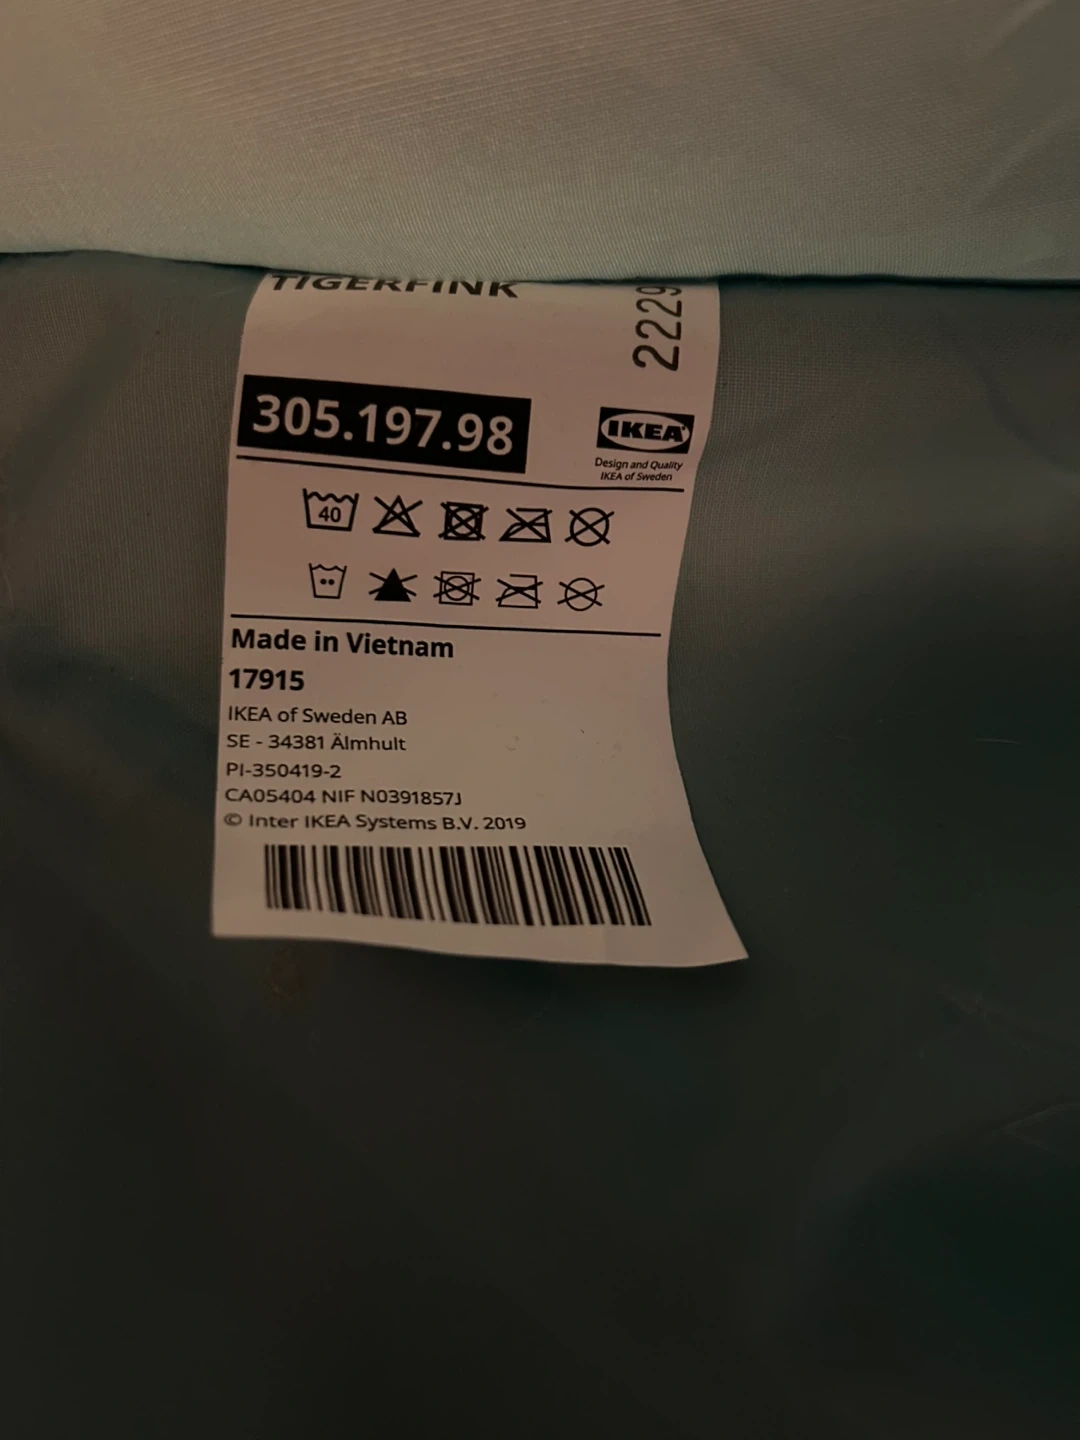 TIGERFINK
2229
305.197.98
IKEA
Design and Quality
IKEA of Sweden
40
Made in Vietnam
17915
IKEA of Sweden AB
SE - 34381 Älmhult
PI-350419-2
CA05404 NIF N0391857J
© Inter IKEA Systems B.V. 2019